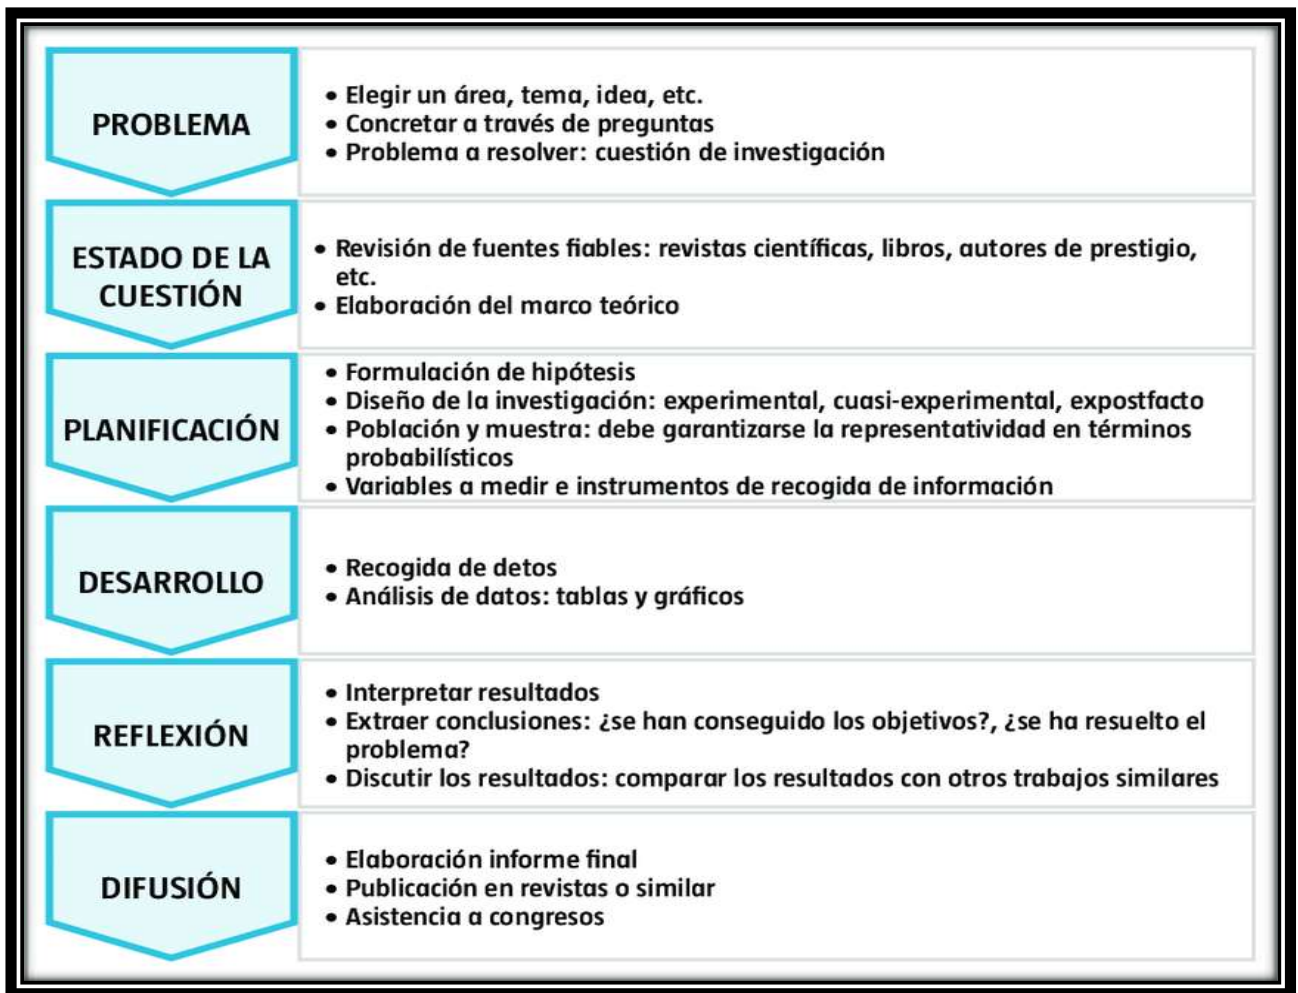 PROBLEMA
• Elegir un área, tema, idea, etc.
• Concretar a través de preguntas
• Problema a resolver: cuestión de investigación
ESTADO DE LA
CUESTIÓN
• Revisión de fuentes fiables: revistas científicas, libros, autores de prestigio,
etc.
• Elaboración del marco teórico
PLANIFICACIÓN
• Formulación de hipótesis
• Diseño de la investigación: experimental, cuasi-experimental, expostfacto
• Población y muestra: debe garantizarse la representatividad en términos
probabilísticos
• Variables a medir e instrumentos de recogida de información
DESARROLLO
• Recogida de detos
• Análisis de datos: tablas y gráficos
REFLEXIÓN
• Interpretar resultados
• Extraer conclusiones: ¿se han conseguido los objetivos?, ¿se ha resuelto el
problema?
• Discutir los resultados: comparar los resultados con otros trabajos similares
DIFUSIÓN
• Elaboración informe final
• Publicación en revistas o similar
• Asistencia a congresos